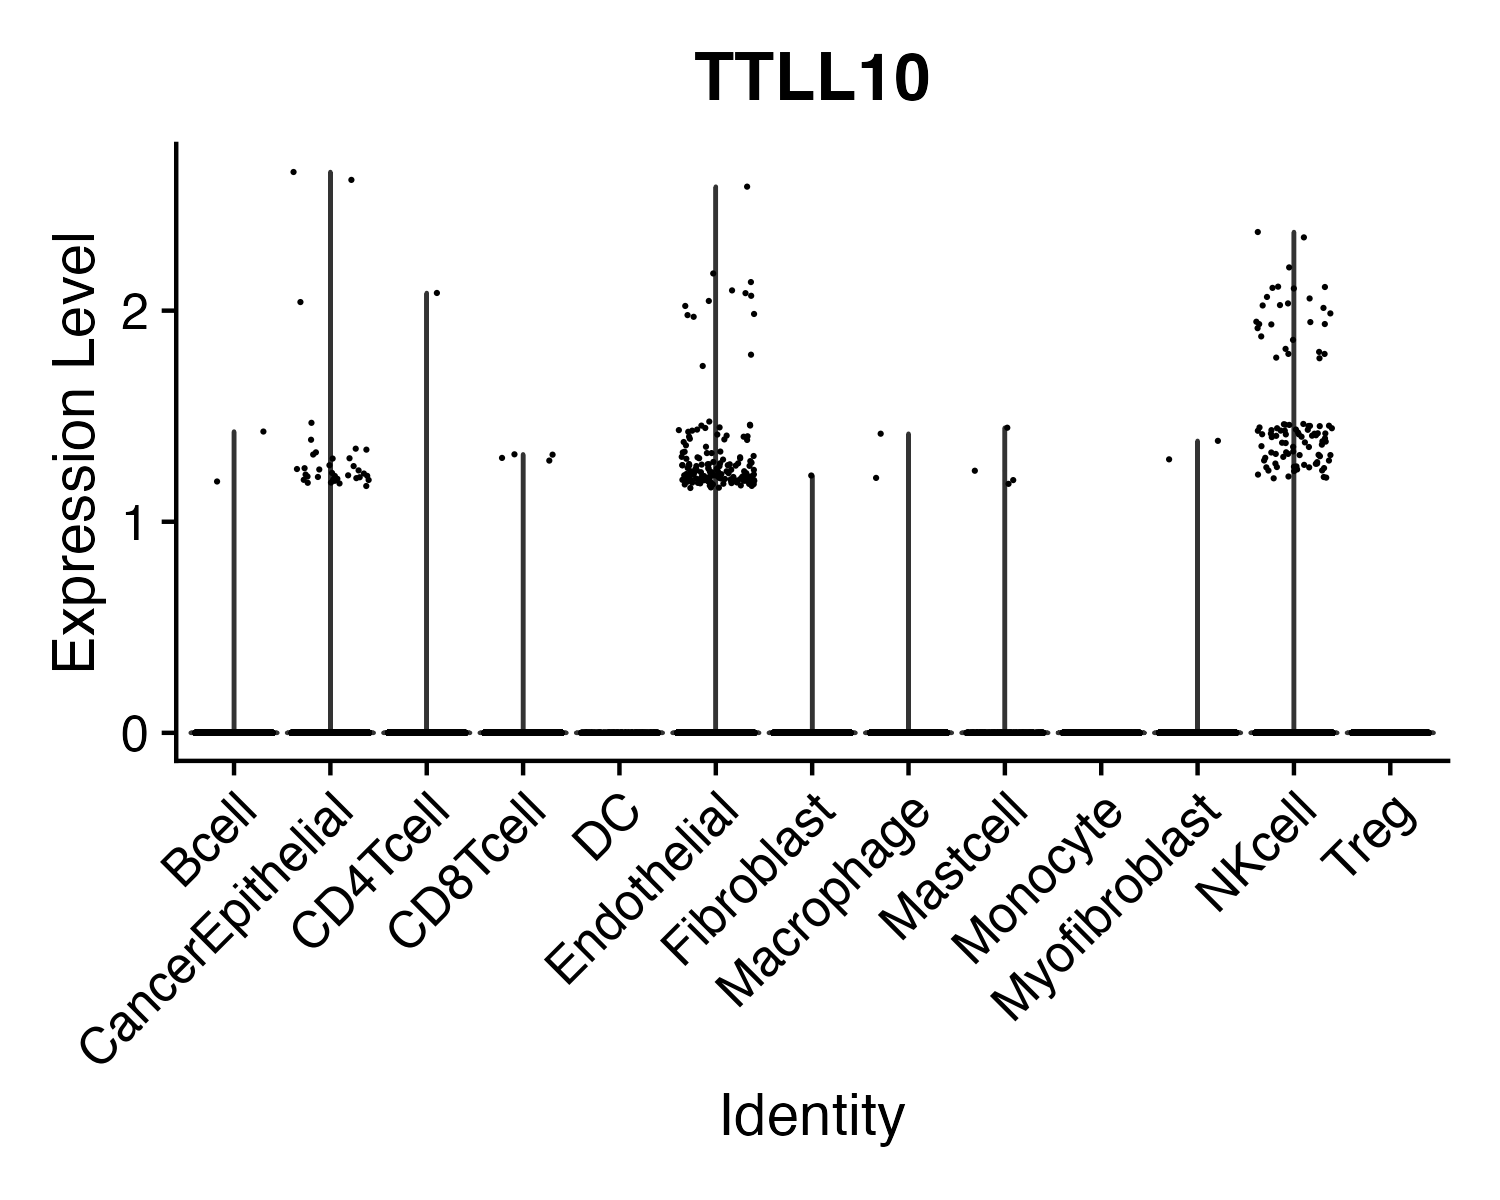 TTLL10
Expression Level
2
1
0
Bcell
CancerEpithelial
CD4Tcell
CD8Tcell
DC
Endothelial
Fibroblast
Macrophage
Mastcell
Monocyte
Myofibroblast
NKcell
Treg
Identity